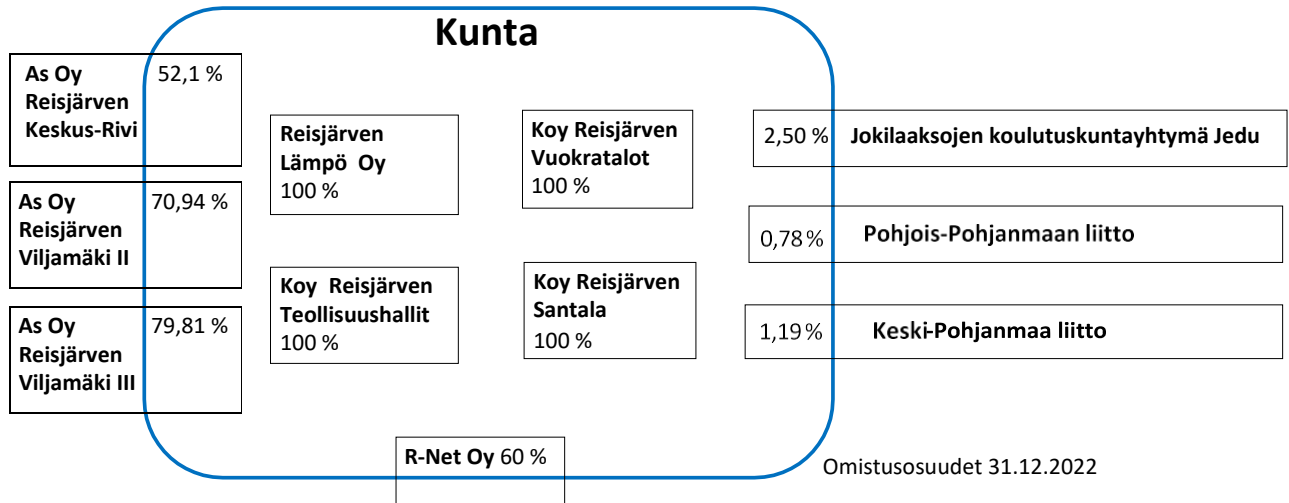 Kunta
As Oy
Reisjärven
Keskus-Rivi
52,1 %
As Oy
Reisjärven
Viljamäki II
70,94 %
As Oy
Reisjärven
Viljamäki III
79,81 %
Reisjärven
Lämpö Oy
100 %
Koy Reisjärven
Vuokratalot
100 %
Koy Reisjärven
Teollisuushallit
100 %
Koy Reisjärven
Santala
100 %
2,50 % Jokilaaksojen koulutuskuntayhtymä Jedu
0,78 % Pohjois-Pohjanmaan liitto
1,19 % Keski-Pohjanmaa liitto
R-Net Oy 60 %
Omistusosuudet 31.12.2022